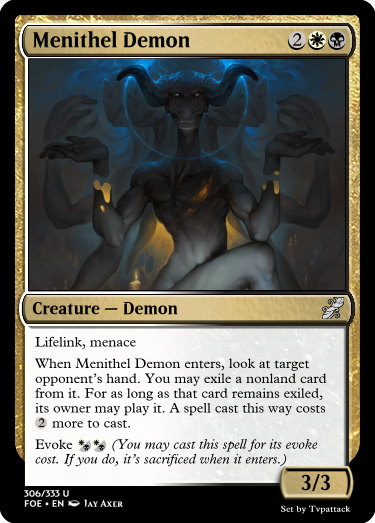 Menithel Demon 2
Creature — Demon
Lifelink, menace
When Menithel Demon enters, look at target
opponent's hand. You may exile a nonland card
from it. For as long as that card remains exiled,
its owner may play it. A spell cast this way costs
2 more to cast.
Evoke (You may cast this spell for its evoke
cost. If you do, it's sacrificed when it enters.)
3/3
306/333 U
FOE • EN Jay Axer
Set by Tvpattack